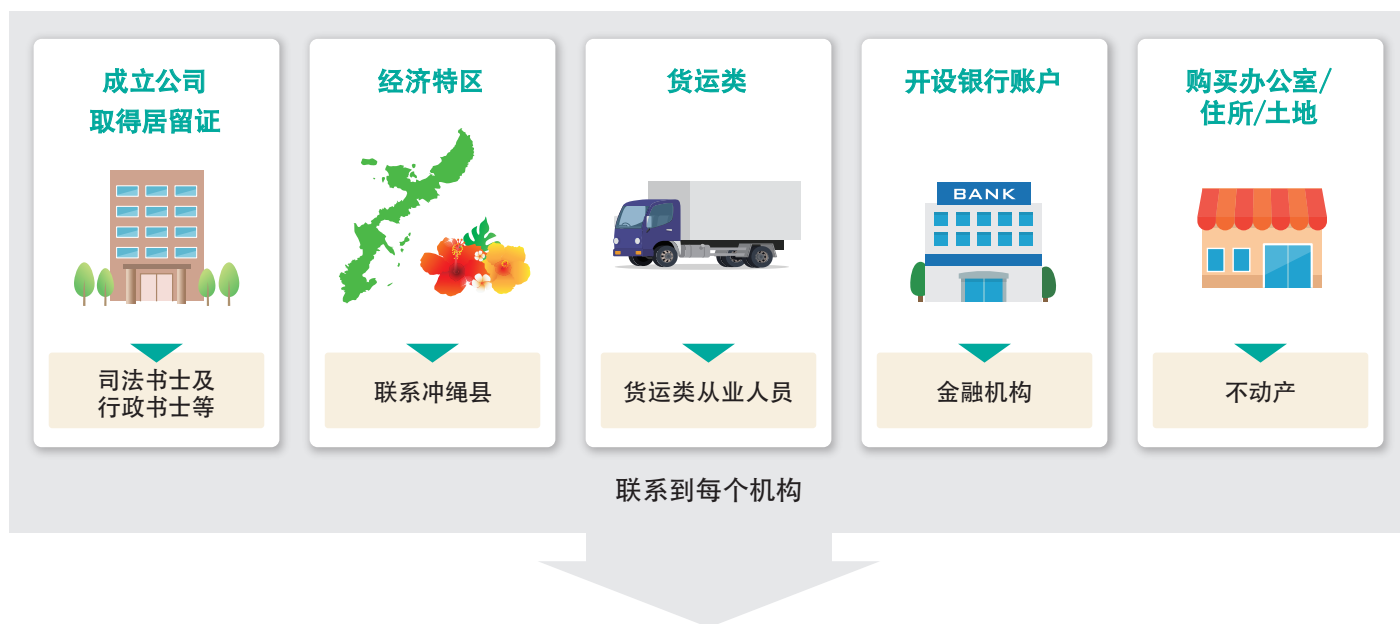 成立公司
取得居留证
经济特区
货运类
开设银行账户
购买办公室/
住所/土地
BANK
司法书士及
行政书士等
联系冲绳县
货运类从业人员
金融机构
不动产
联系到每个机构